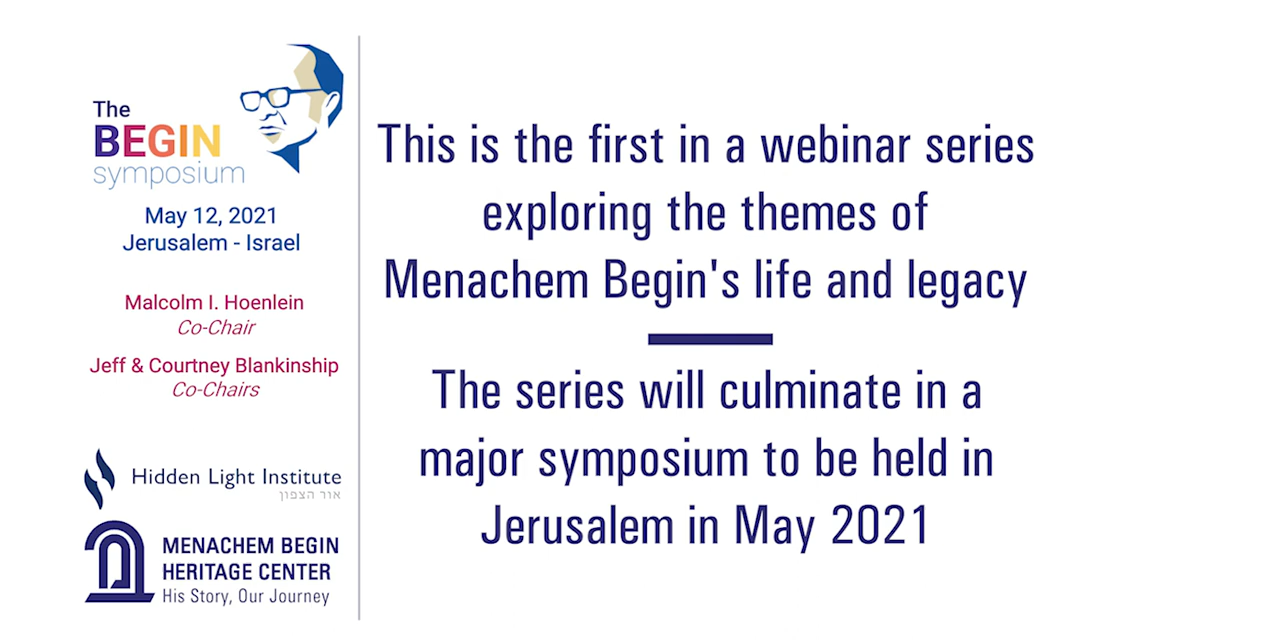 The
BEGIN
symposium
May 12, 2021
Jerusalem - Israel
Malcolm I. Hoenlein
Co-Chair
Jeff & Courtney Blankinship
Co-Chairs
Hidden Light Institute
אור הצפון
MENACHEM BEGIN
HERITAGE CENTER
His Story, Our Journey
This is the first in a webinar series
exploring the themes of
Menachem Begin's life and legacy
The series will culminate in a
major symposium to be held in
Jerusalem in May 2021